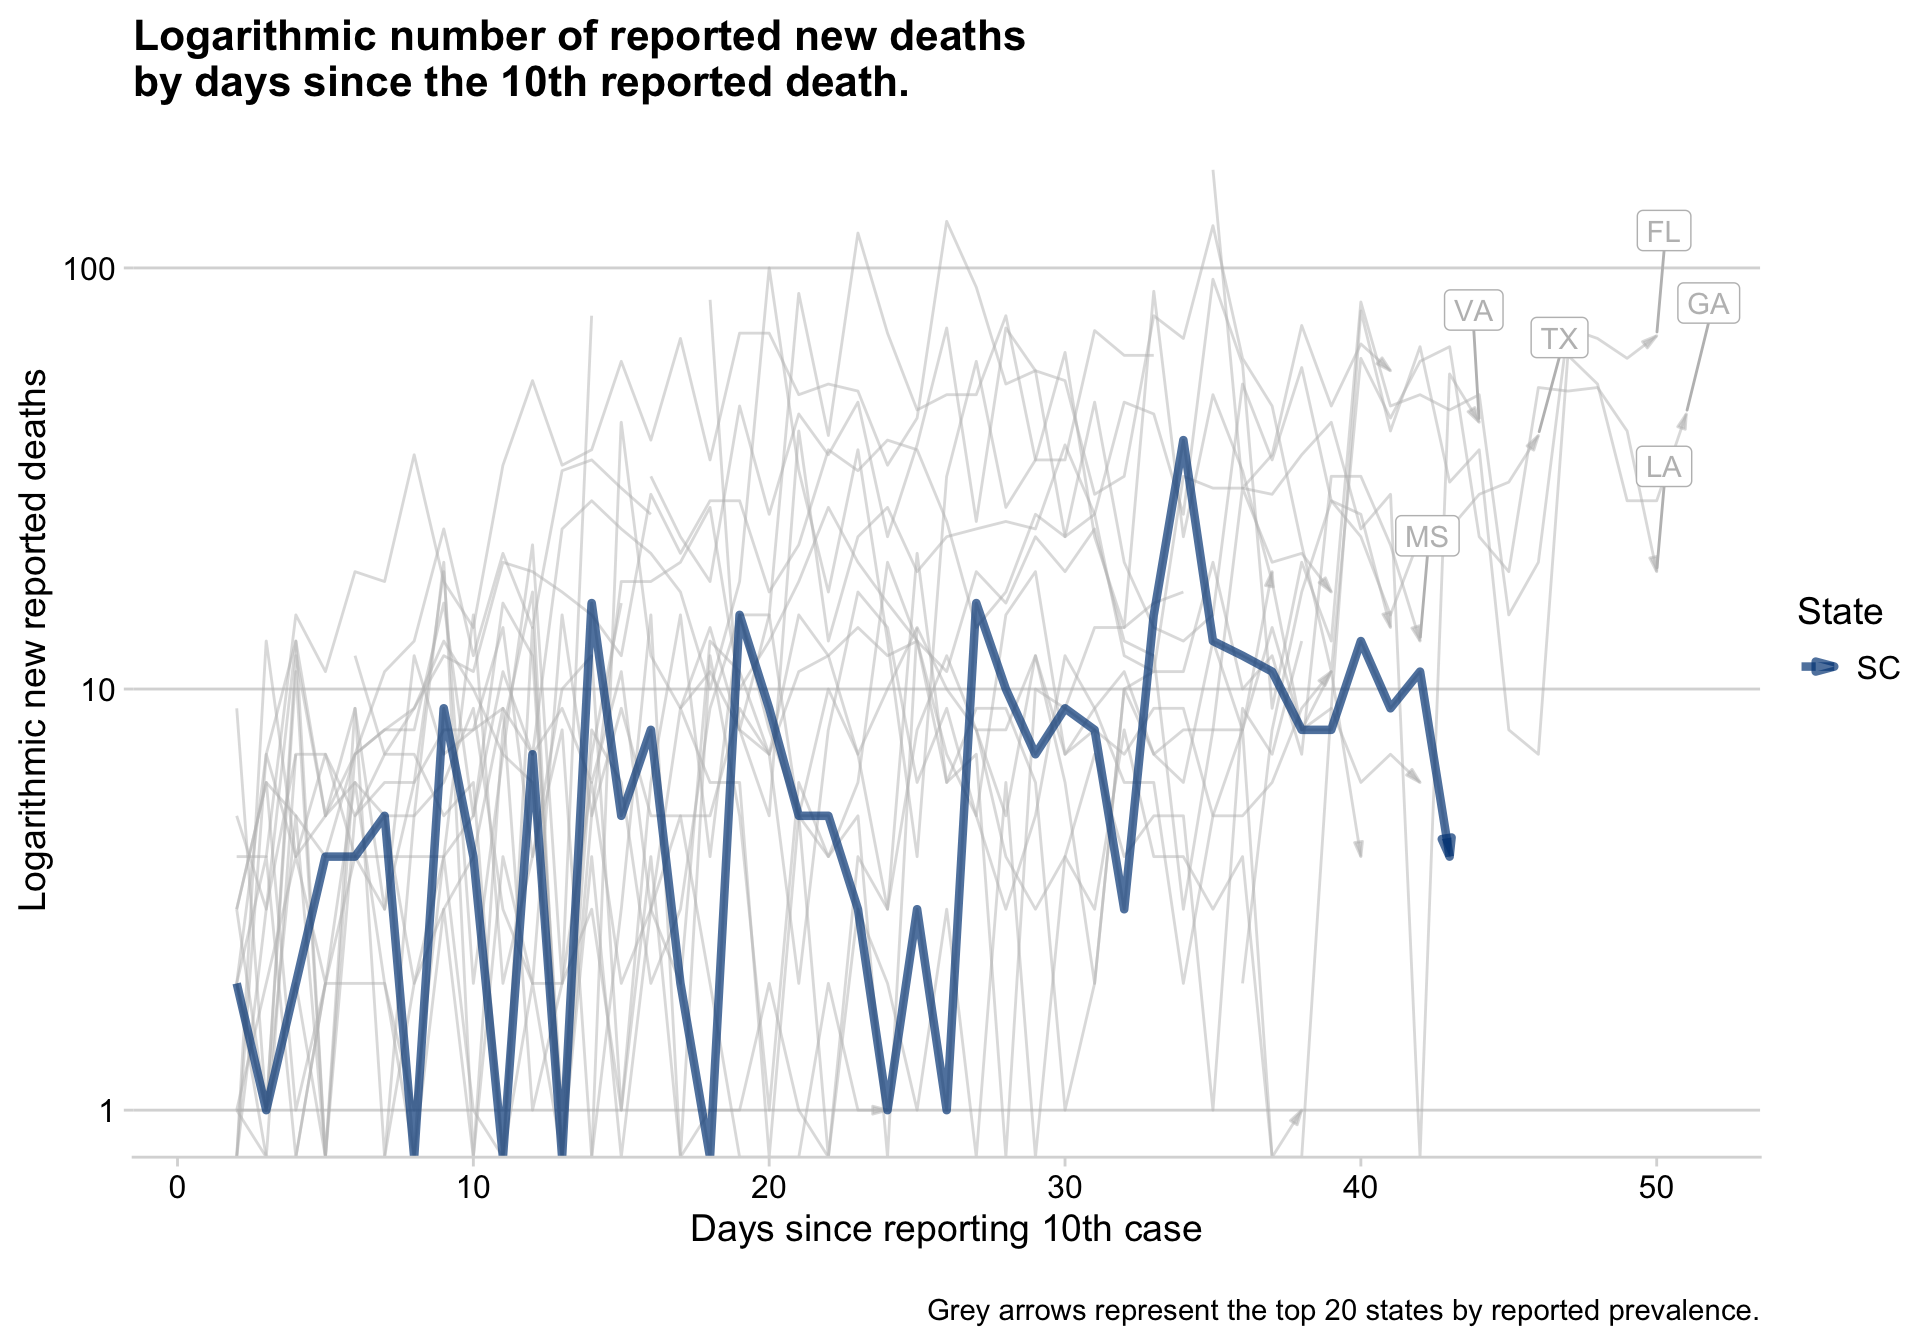 Logarithmic number of reported new deaths
by days since the 10th reported death.
Logarithmic new reported deaths
100
10
1
FL
GA
VA
TX
LA
MS
State
SC
0 10 20 30 40 50
Days since reporting 10th case
Grey arrows represent the top 20 states by reported prevalence.